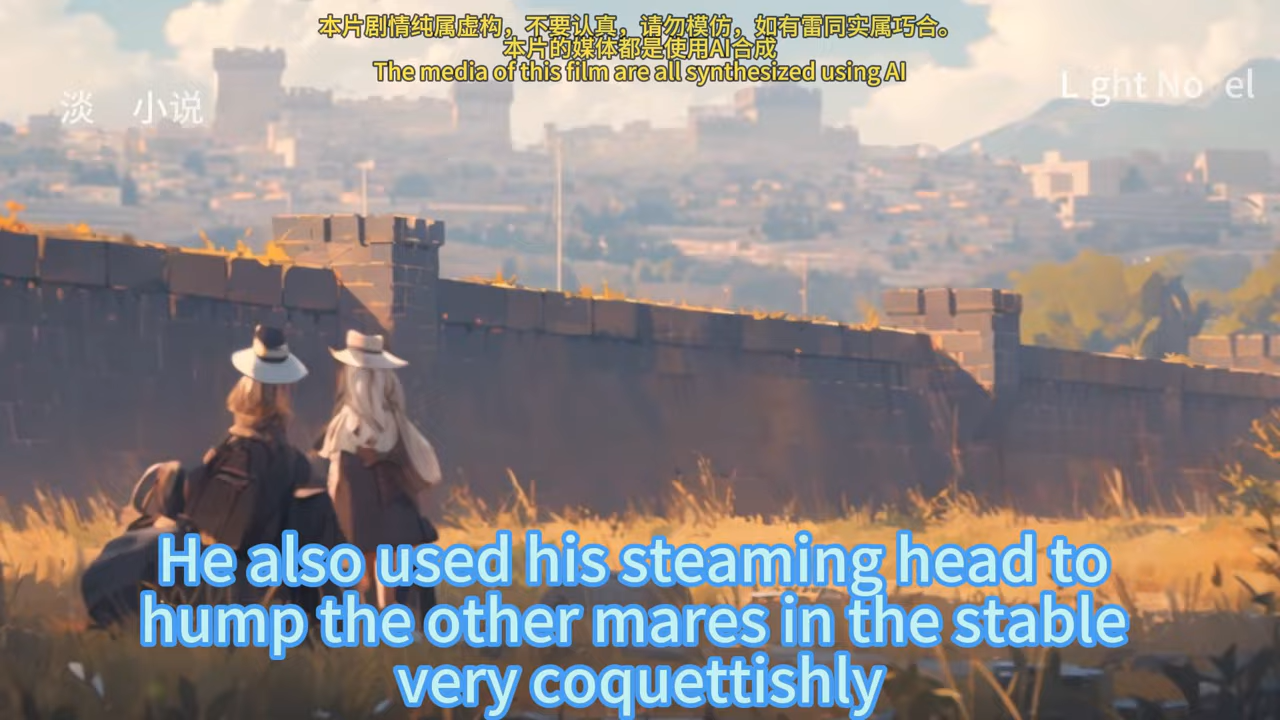 本片剧情纯属虚构，不要认真，请勿模仿，如有雷同实属巧合。
本片的媒体都是使用AI合成
The media of this film are all synthesized using AI
淡 小说
L ght No el
He also used his steaming head to
hump the other mares in the stable
very coquettishly